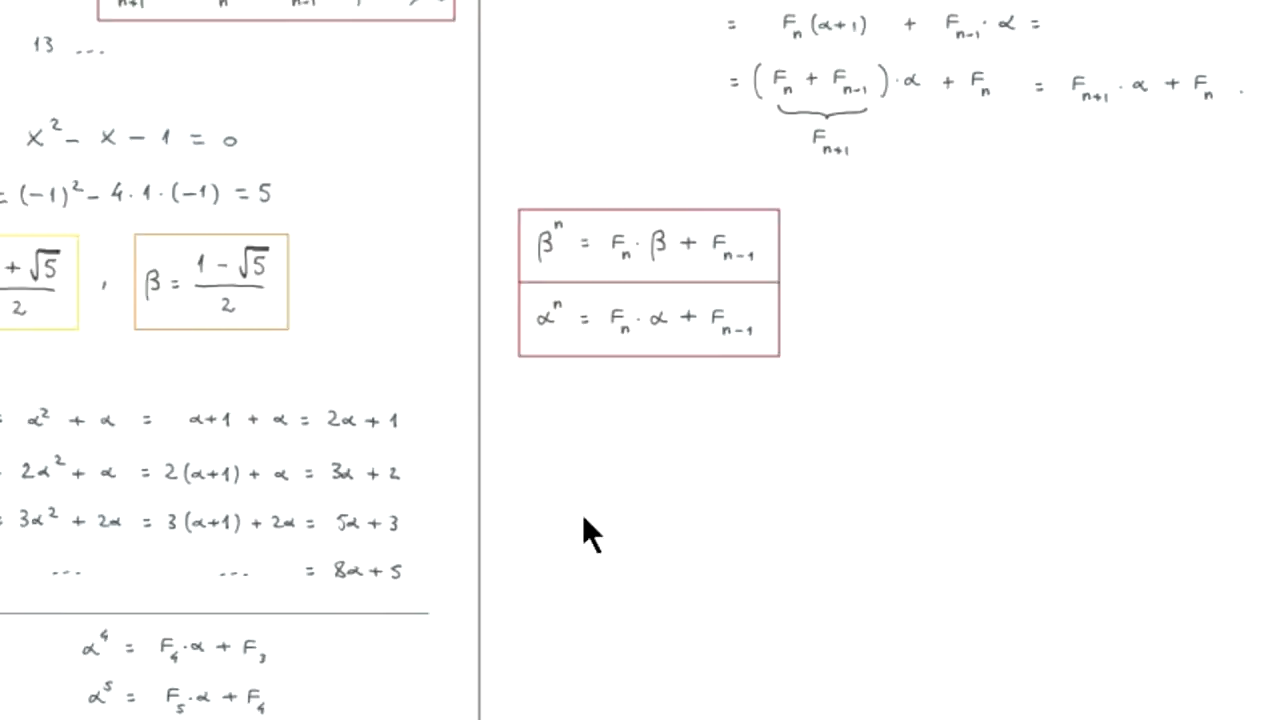 13 ...
x² - x - 1 = 0
= (-1)² - 4·1·(-1) = 5
+ √5 / 2 , β = (1 - √5) / 2
= α² + α = α+1 + α = 2α + 1
2α² + α = 2(α+1) + α = 3α + 2
= 3α² + 2α = 3(α+1) + 2α = 5α + 3
... ... = 8α + 5
α⁴ = F₄·α + F₃
α⁵ = F₅·α + F₄
= Fₙ(α+1) + Fₙ₋₁·α =
= (Fₙ + Fₙ₋₁)·α + Fₙ = Fₙ₊₁·α + Fₙ .
Fₙ₊₁
βⁿ = Fₙ·β + Fₙ₋₁
αⁿ = Fₙ·α + Fₙ₋₁